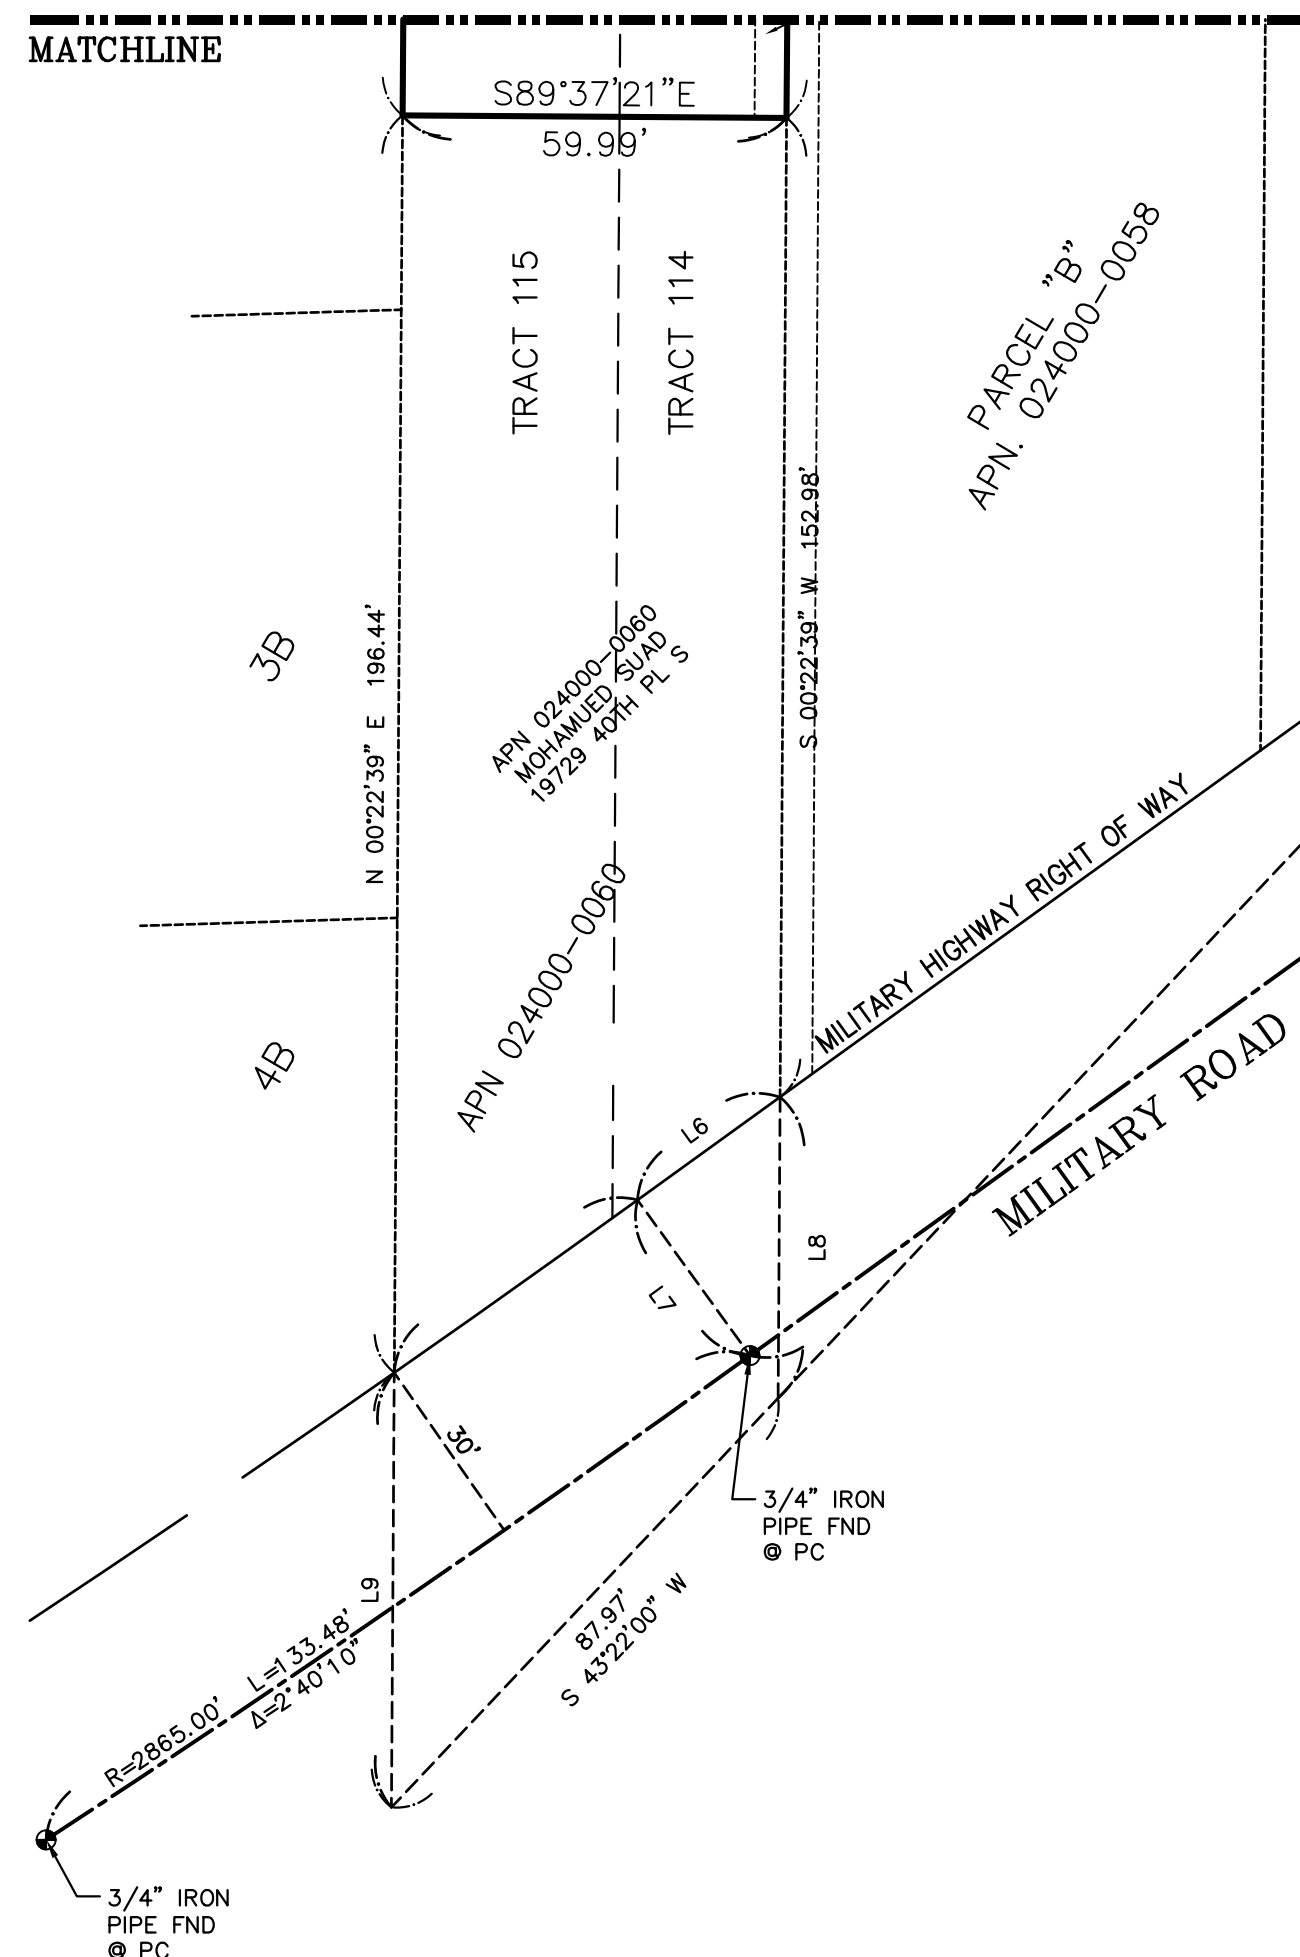 MATCHLINE
S89°37'21"E
59.99'
TRACT 115
TRACT 114
PARCEL "B"
APN. 024000-0058
N 00°22'39" E 196.44'
S 00°22'39" W 152.98'
3B
APN 024000-0060
MOHAMUED SUAD
19729 40TH PL S
APN 024000-0060
MILITARY HIGHWAY RIGHT OF WAY
4B
MILITARY ROAD
L6
L8
L7
30'
3/4" IRON
PIPE FND
@ PC
L9
87.97'
S 43°22'00" W
R=2865.00' L=133.48'
Δ=2°40'10"
3/4" IRON
PIPE FND
@ PC